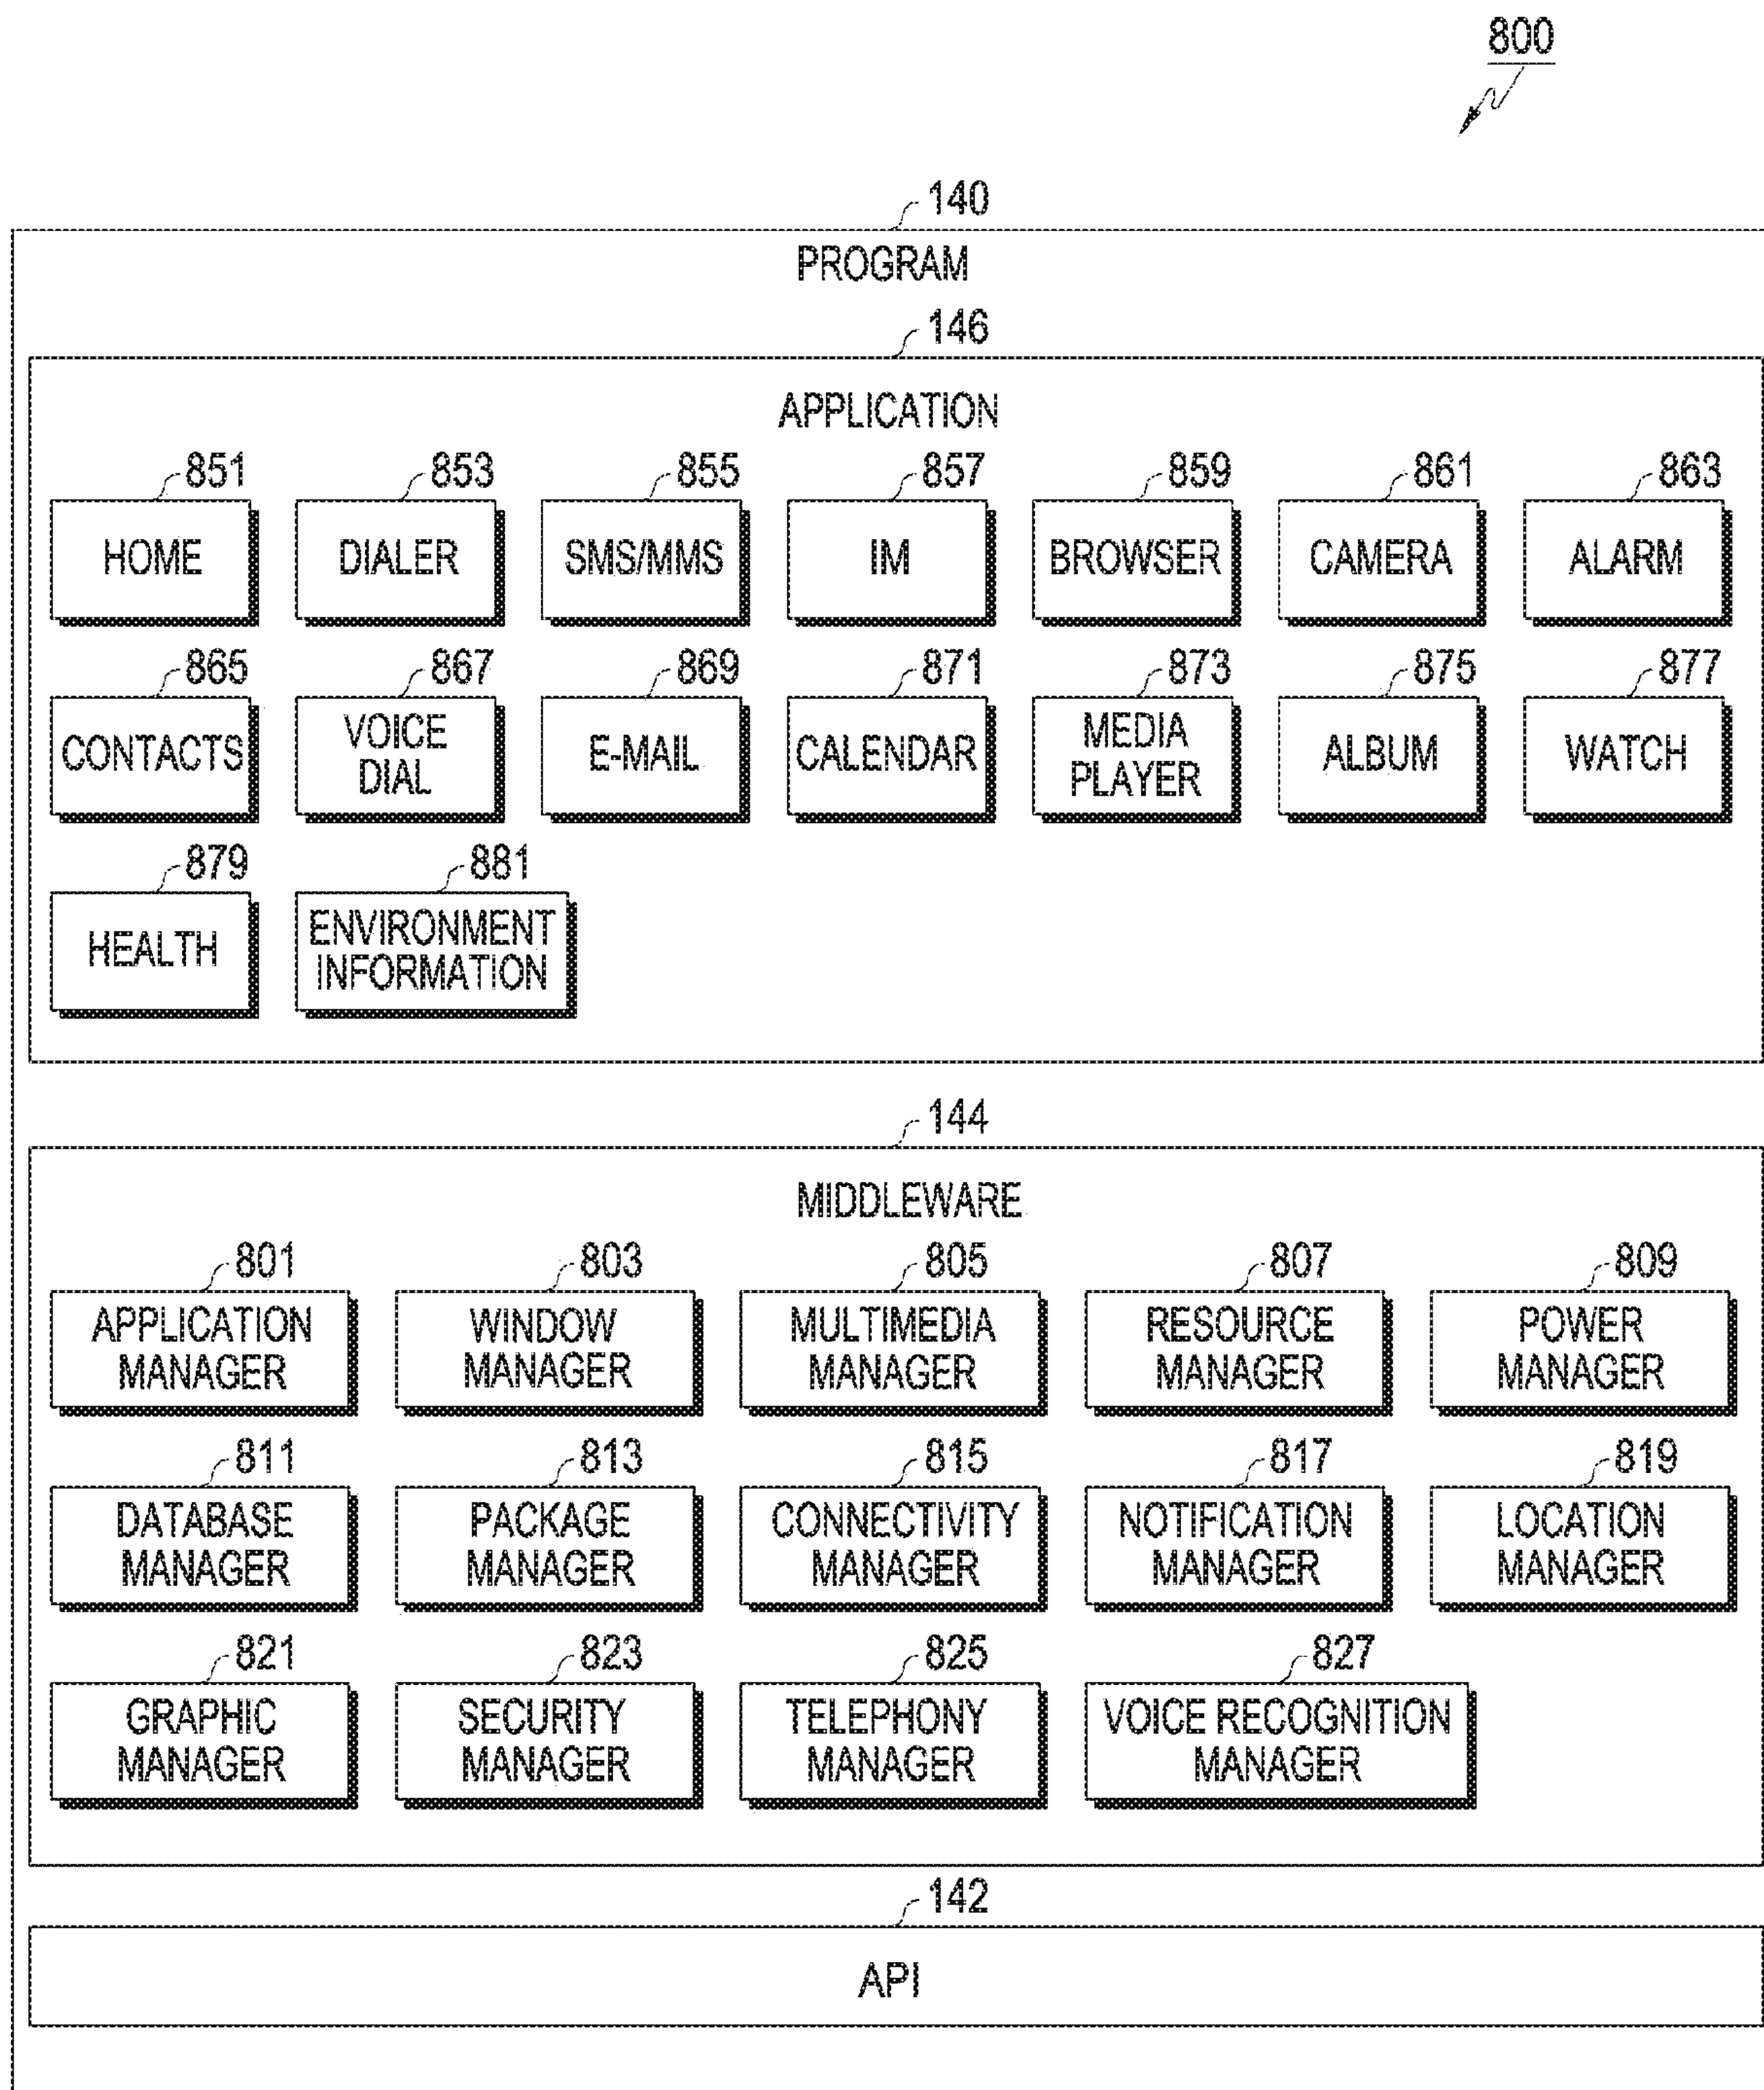 800
140
PROGRAM
146
APPLICATION
851 853 855 857 859 861 863
HOME DIALER SMS/MMS IM BROWSER CAMERA ALARM
865 867 869 871 873 875 877
CONTACTS VOICE DIAL E-MAIL CALENDAR MEDIA PLAYER ALBUM WATCH
879 881
HEALTH ENVIRONMENT INFORMATION
144
MIDDLEWARE
801 803 805 807 809
APPLICATION MANAGER WINDOW MANAGER MULTIMEDIA MANAGER RESOURCE MANAGER POWER MANAGER
811 813 815 817 819
DATABASE MANAGER PACKAGE MANAGER CONNECTIVITY MANAGER NOTIFICATION MANAGER LOCATION MANAGER
821 823 825 827
GRAPHIC MANAGER SECURITY MANAGER TELEPHONY MANAGER VOICE RECOGNITION MANAGER
142
API